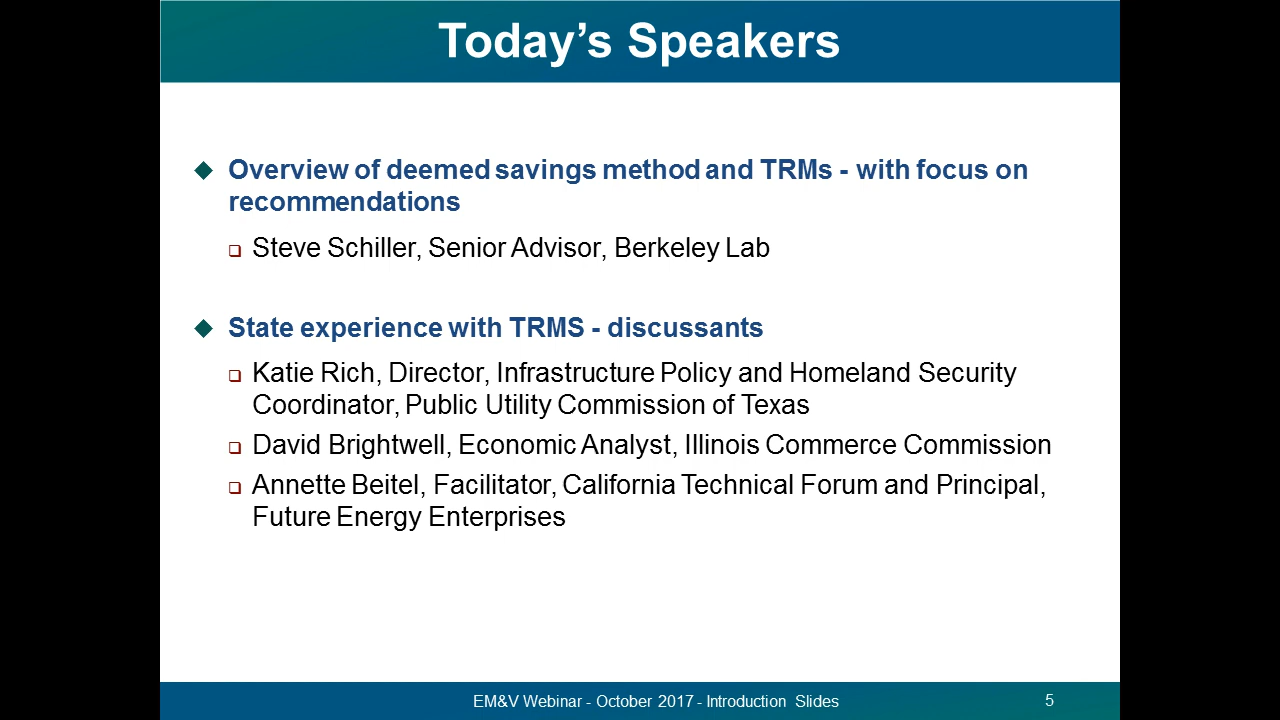 Today’s Speakers
Overview of deemed savings method and TRMs - with focus on
recommendations
Steve Schiller, Senior Advisor, Berkeley Lab
State experience with TRMS - discussants
Katie Rich, Director, Infrastructure Policy and Homeland Security
Coordinator, Public Utility Commission of Texas
David Brightwell, Economic Analyst, Illinois Commerce Commission
Annette Beitel, Facilitator, California Technical Forum and Principal,
Future Energy Enterprises
EM&V Webinar - October 2017 - Introduction Slides
5